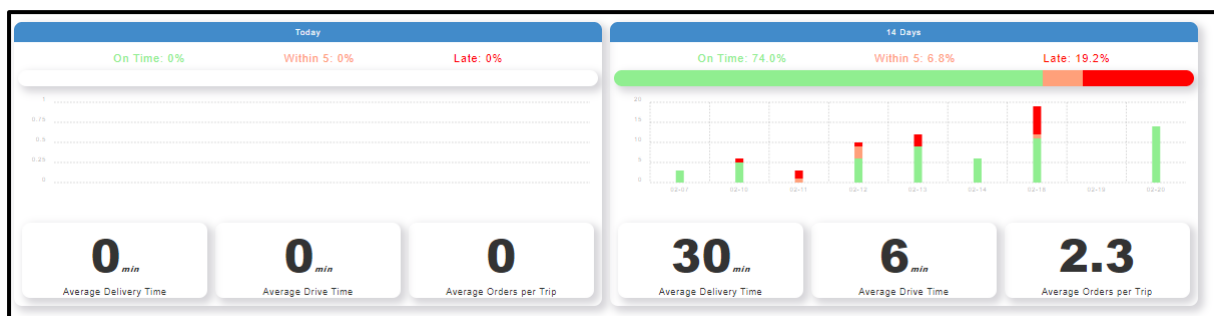 Today
On Time: 0% Within 5: 0% Late: 0%
1
0.75
0.5
0.25
0
0 min
Average Delivery Time
0 min
Average Drive Time
0
Average Orders per Trip
14 Days
On Time: 74.0% Within 5: 6.8% Late: 19.2%
20
15
10
5
0
02-07 02-10 02-11 02-12 02-13 02-14 02-18 02-19 02-20
30 min
Average Delivery Time
6 min
Average Drive Time
2.3
Average Orders per Trip